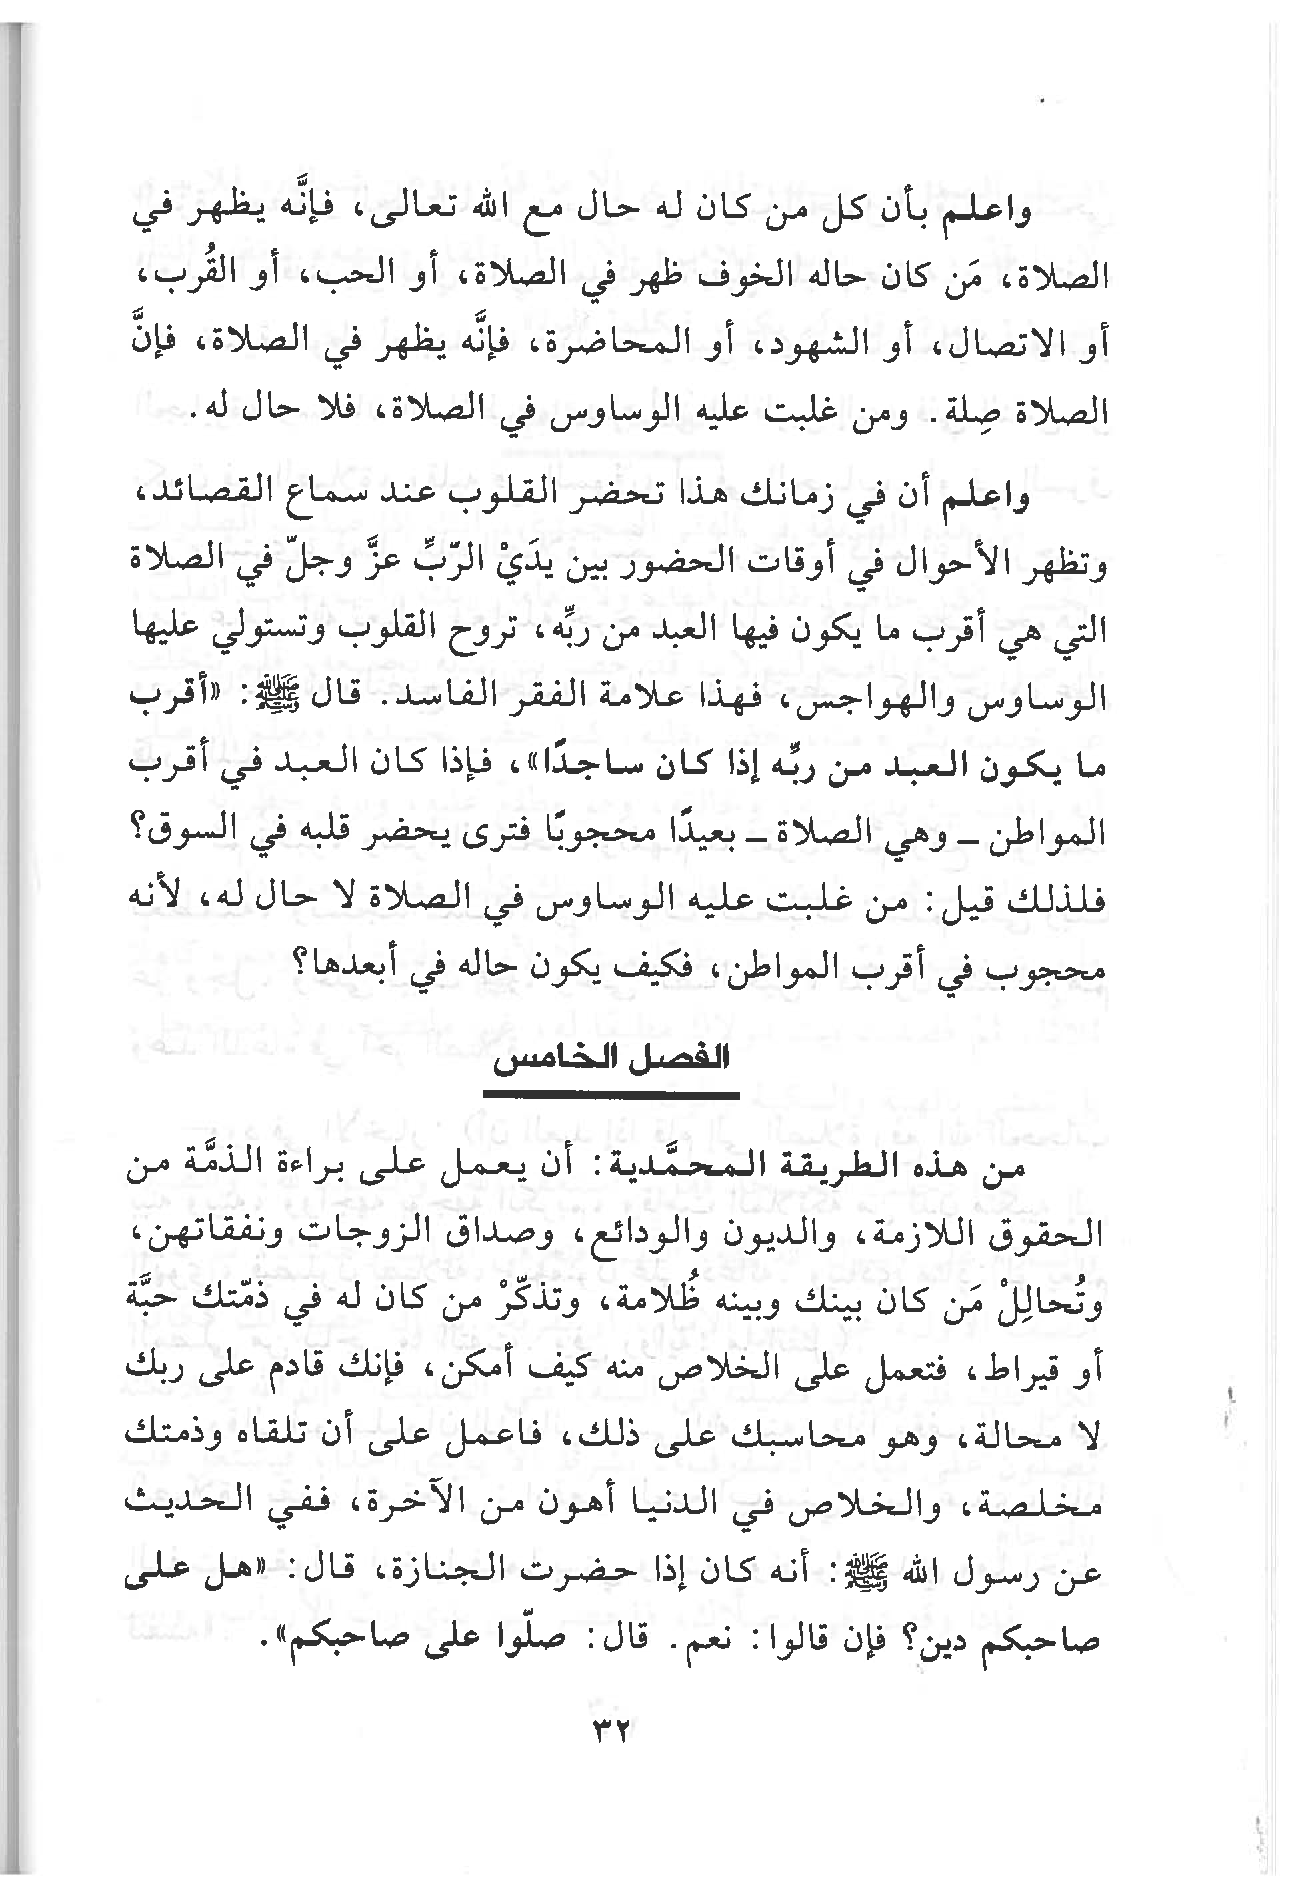 واعلم بأن كل من كان له حال مع الله تعالى، فإنَّه يظهر في
الصلاة، مَن كان حاله الخوف ظهر في الصلاة، أو الحب، أو القُرب،
أو الاتصال، أو الشهود، أو المحاضرة، فإنَّه يظهر في الصلاة، فإنَّ
الصلاة صِلة. ومن غلبت عليه الوساوس في الصلاة، فلا حال له.
واعلم أن في زمانك هذا تحضر القلوب عند سماع القصائد،
وتظهر الأحوال في أوقات الحضور بين يدَيْ الرّبِّ عزَّ وجلّ في الصلاة
التي هي أقرب ما يكون فيها العبد من ربِّه، تروح القلوب وتستولي عليها
الوساوس والهواجس، فهذا علامة الفقر الفاسد. قال ﷺ: «أقرب
ما يكون العبد من ربِّه إذا كان ساجدًا»، فإذا كان العبد في أقرب
المواطن ـ وهي الصلاة ـ بعيدًا محجوبًا فترى يحضر قلبه في السوق؟
فلذلك قيل: من غلبت عليه الوساوس في الصلاة لا حال له، لأنه
محجوب في أقرب المواطن، فكيف يكون حاله في أبعدها؟
الفصل الخامس
من هذه الطريقة المحمَّدية: أن يعمل على براءة الذمَّة من
الحقوق اللازمة، والديون والودائع، وصداق الزوجات ونفقاتهن،
وتُحالِلْ مَن كان بينك وبينه ظُلامة، وتذكّرْ من كان له في ذمّتك حبَّة
أو قيراط، فتعمل على الخلاص منه كيف أمكن، فإنك قادم على ربك
لا محالة، وهو محاسبك على ذلك، فاعمل على أن تلقاه وذمتك
مخلصة، والخلاص في الدنيا أهون من الآخرة، ففي الحديث
عن رسول الله ﷺ: أنه كان إذا حضرت الجنازة، قال: «هل على
صاحبكم دين؟ فإن قالوا: نعم. قال: صلّوا على صاحبكم».
٣٢